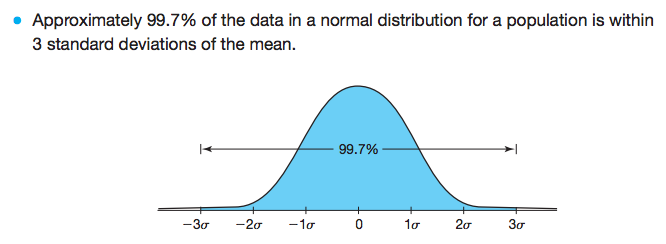 • Approximately 99.7% of the data in a normal distribution for a population is within
3 standard deviations of the mean.
99.7%
−3σ −2σ −1σ 0 1σ 2σ 3σ